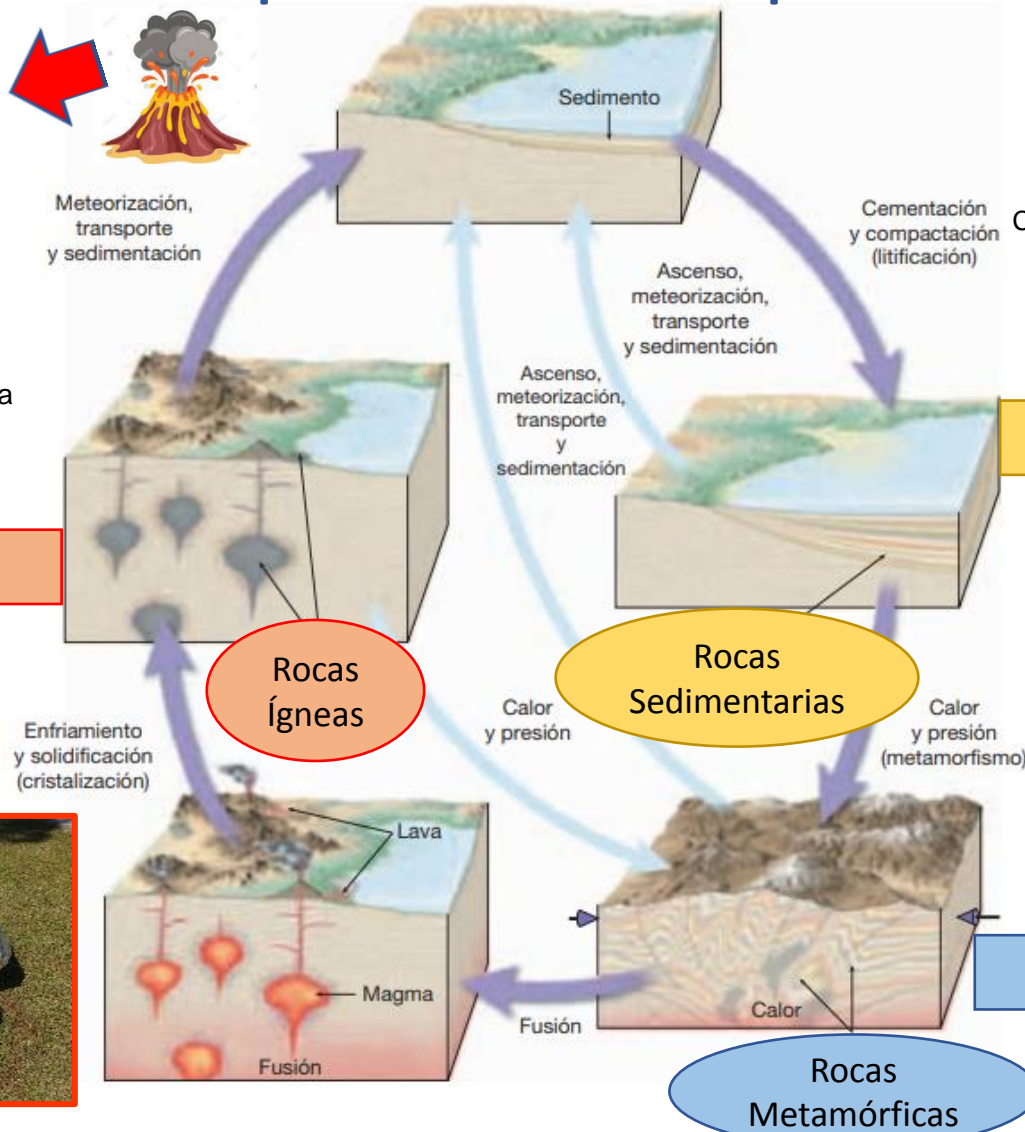 Sedimento
Meteorización,
transporte
y sedimentación
Cementación
y compactación
(litificación)
Ascenso,
meteorización,
transporte
y sedimentación
Ascenso,
meteorización,
transporte
y
sedimentación
Rocas
Ígneas
Rocas
Sedimentarias
Enfriamiento
y solidificación
(cristalización)
Calor
y presión
Calor
y presión
(metamorfismo)
Lava
Magma
Fusión
Fusión
Calor
Rocas
Metamórficas